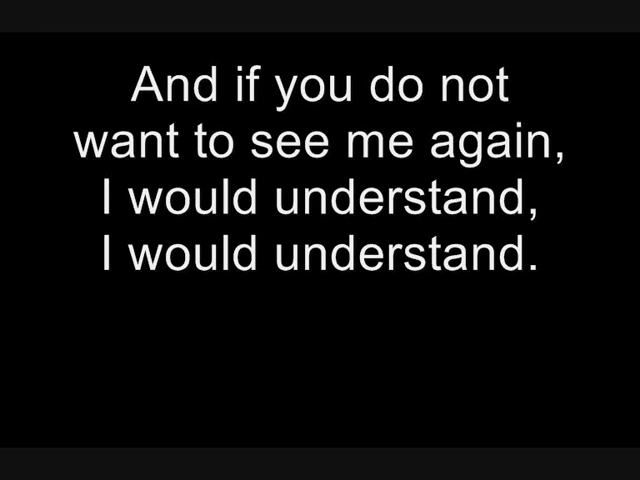 And if you do not
want to see me again,
I would understand,
I would understand.